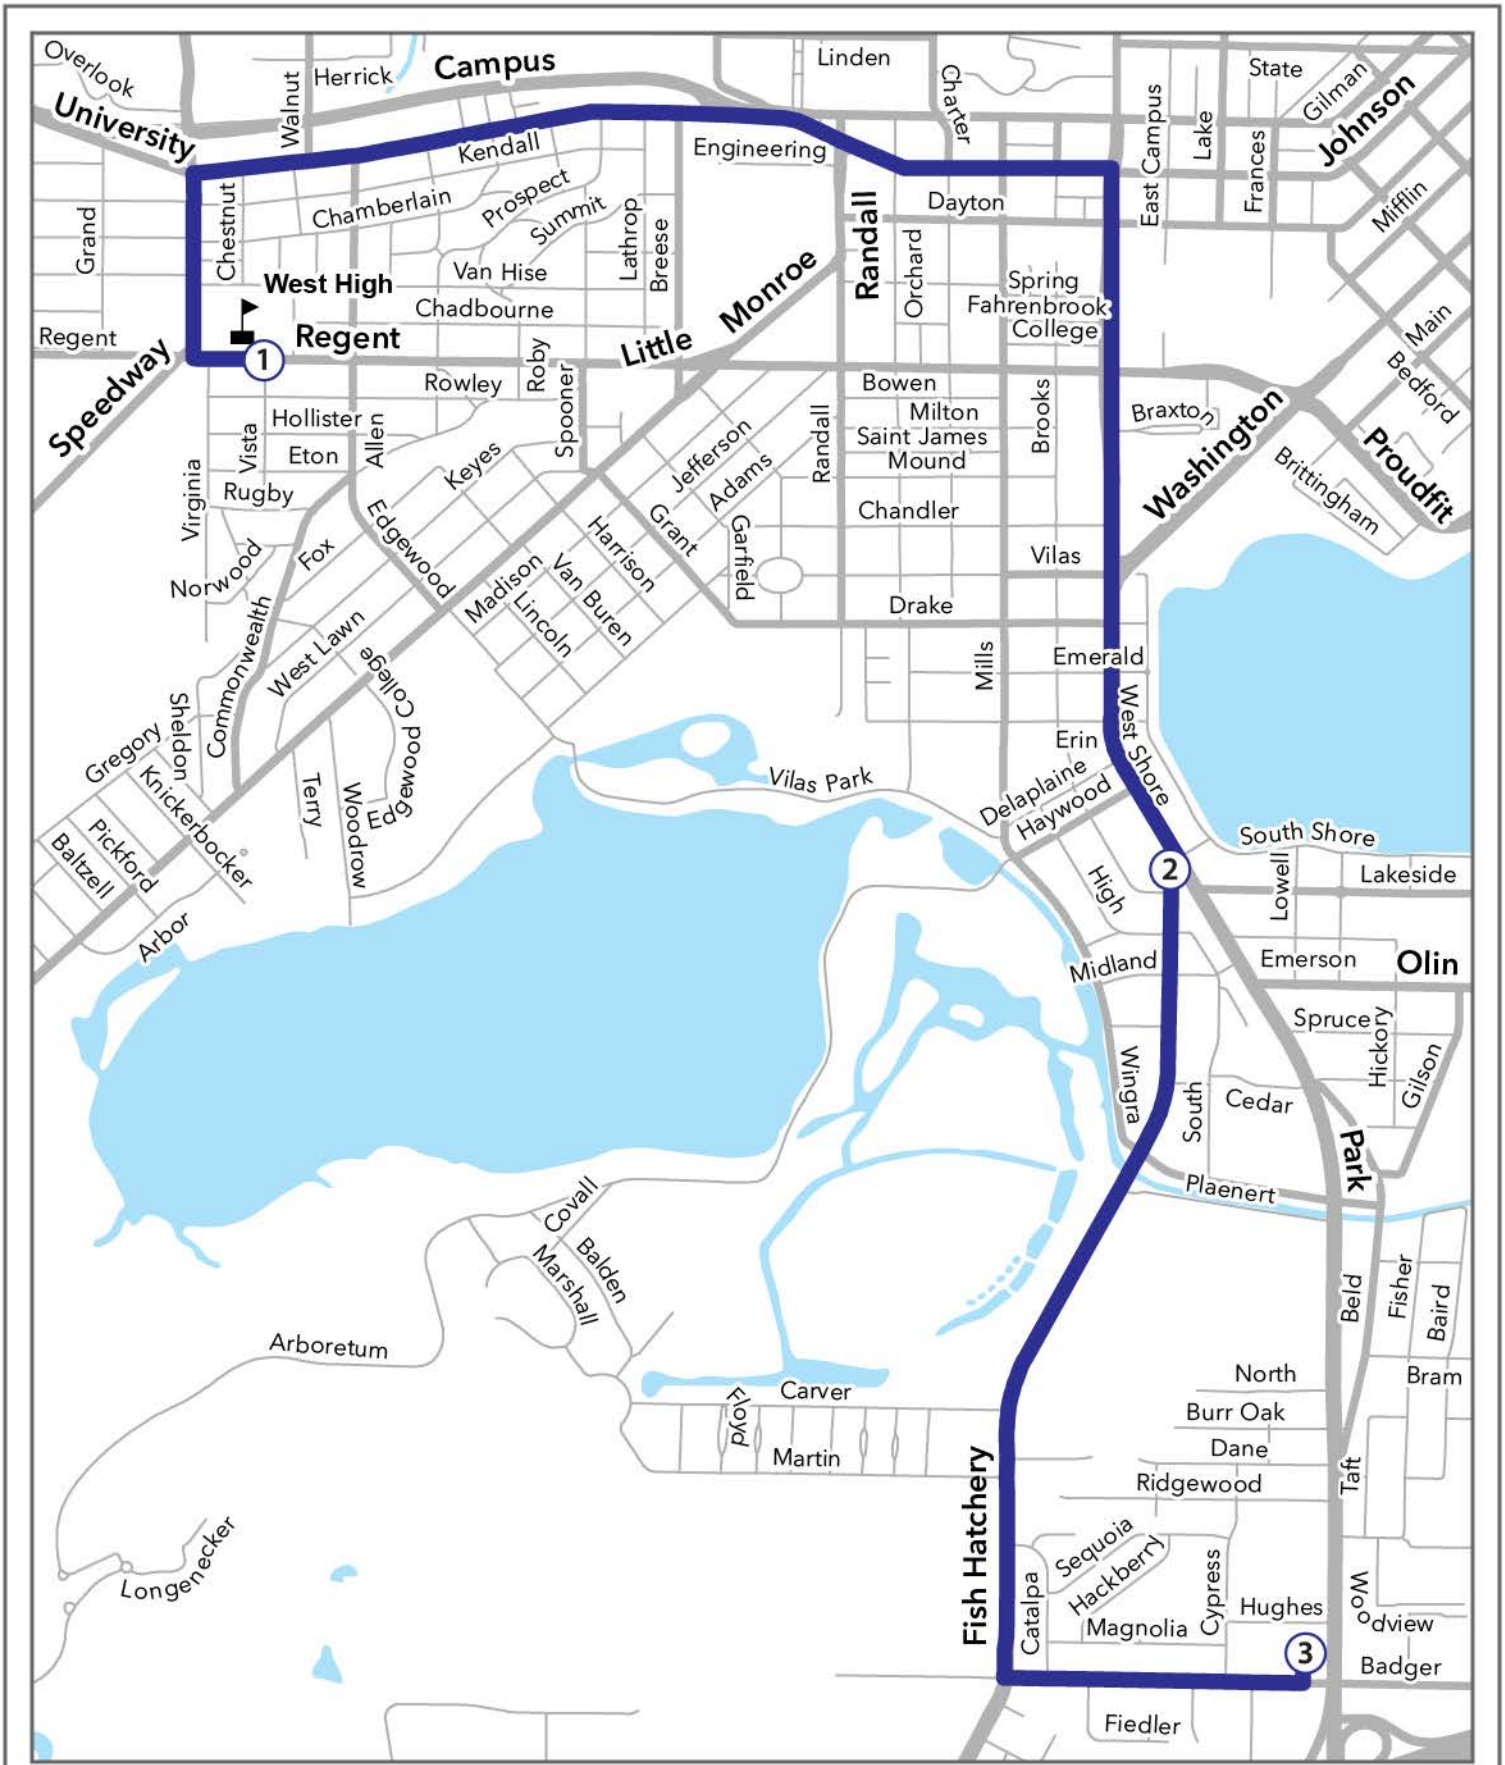 Overlook
Linden
State
Campus
Herrick
Walnut
Charter
Gilman
Johnson
University
East Campus
Lake
Frances
Kendall
Engineering
Mifflin
Grand
Chestnut
Chamberlain
Prospect
Summit
Lathrop
Breese
Dayton
Randall
Orchard
Van Hise
West High
Monroe
Spring
Fahrenbrook
College
Chadbourne
Regent
Regent
Little
1
Main
Bedford
Speedway
Roby
Spooner
Rowley
Bowen
Milton
Saint James
Mound
Brooks
Braxton
Washington
Hollister
Allen
Vista
Eton
Keyes
Jefferson
Adams
Randall
Proudfit
Brittingham
Virginia
Rugby
Edgewood
Grant
Chandler
Harrison
Garfield
Norwood
Fox
Madison
Van Buren
Lincoln
Vilas
Drake
Commonwealth
West Lawn
Edgewood College
Mills
Emerald
Sheldon
West Shore
Gregory
Knickerbocker
Terry
Woodrow
Erin
Vilas Park
Delaplaine
Haywood
Pickford
Baltzell
South Shore
2
Lowell
Lakeside
High
Arbor
Midland
Emerson
Olin
Spruce
Hickory
Gilson
Wingra
South
Cedar
Park
Plaenert
Covall
Balden
Marshall
Beld
Fisher
Baird
Arboretum
North
Bram
Carver
Floyd
Burr Oak
Martin
Dane
Ridgewood
Taft
Fish Hatchery
Sequoia
Hackberry
Longenecker
Catalpa
Cypress
Hughes
Woodview
Magnolia
3
Badger
Fiedler